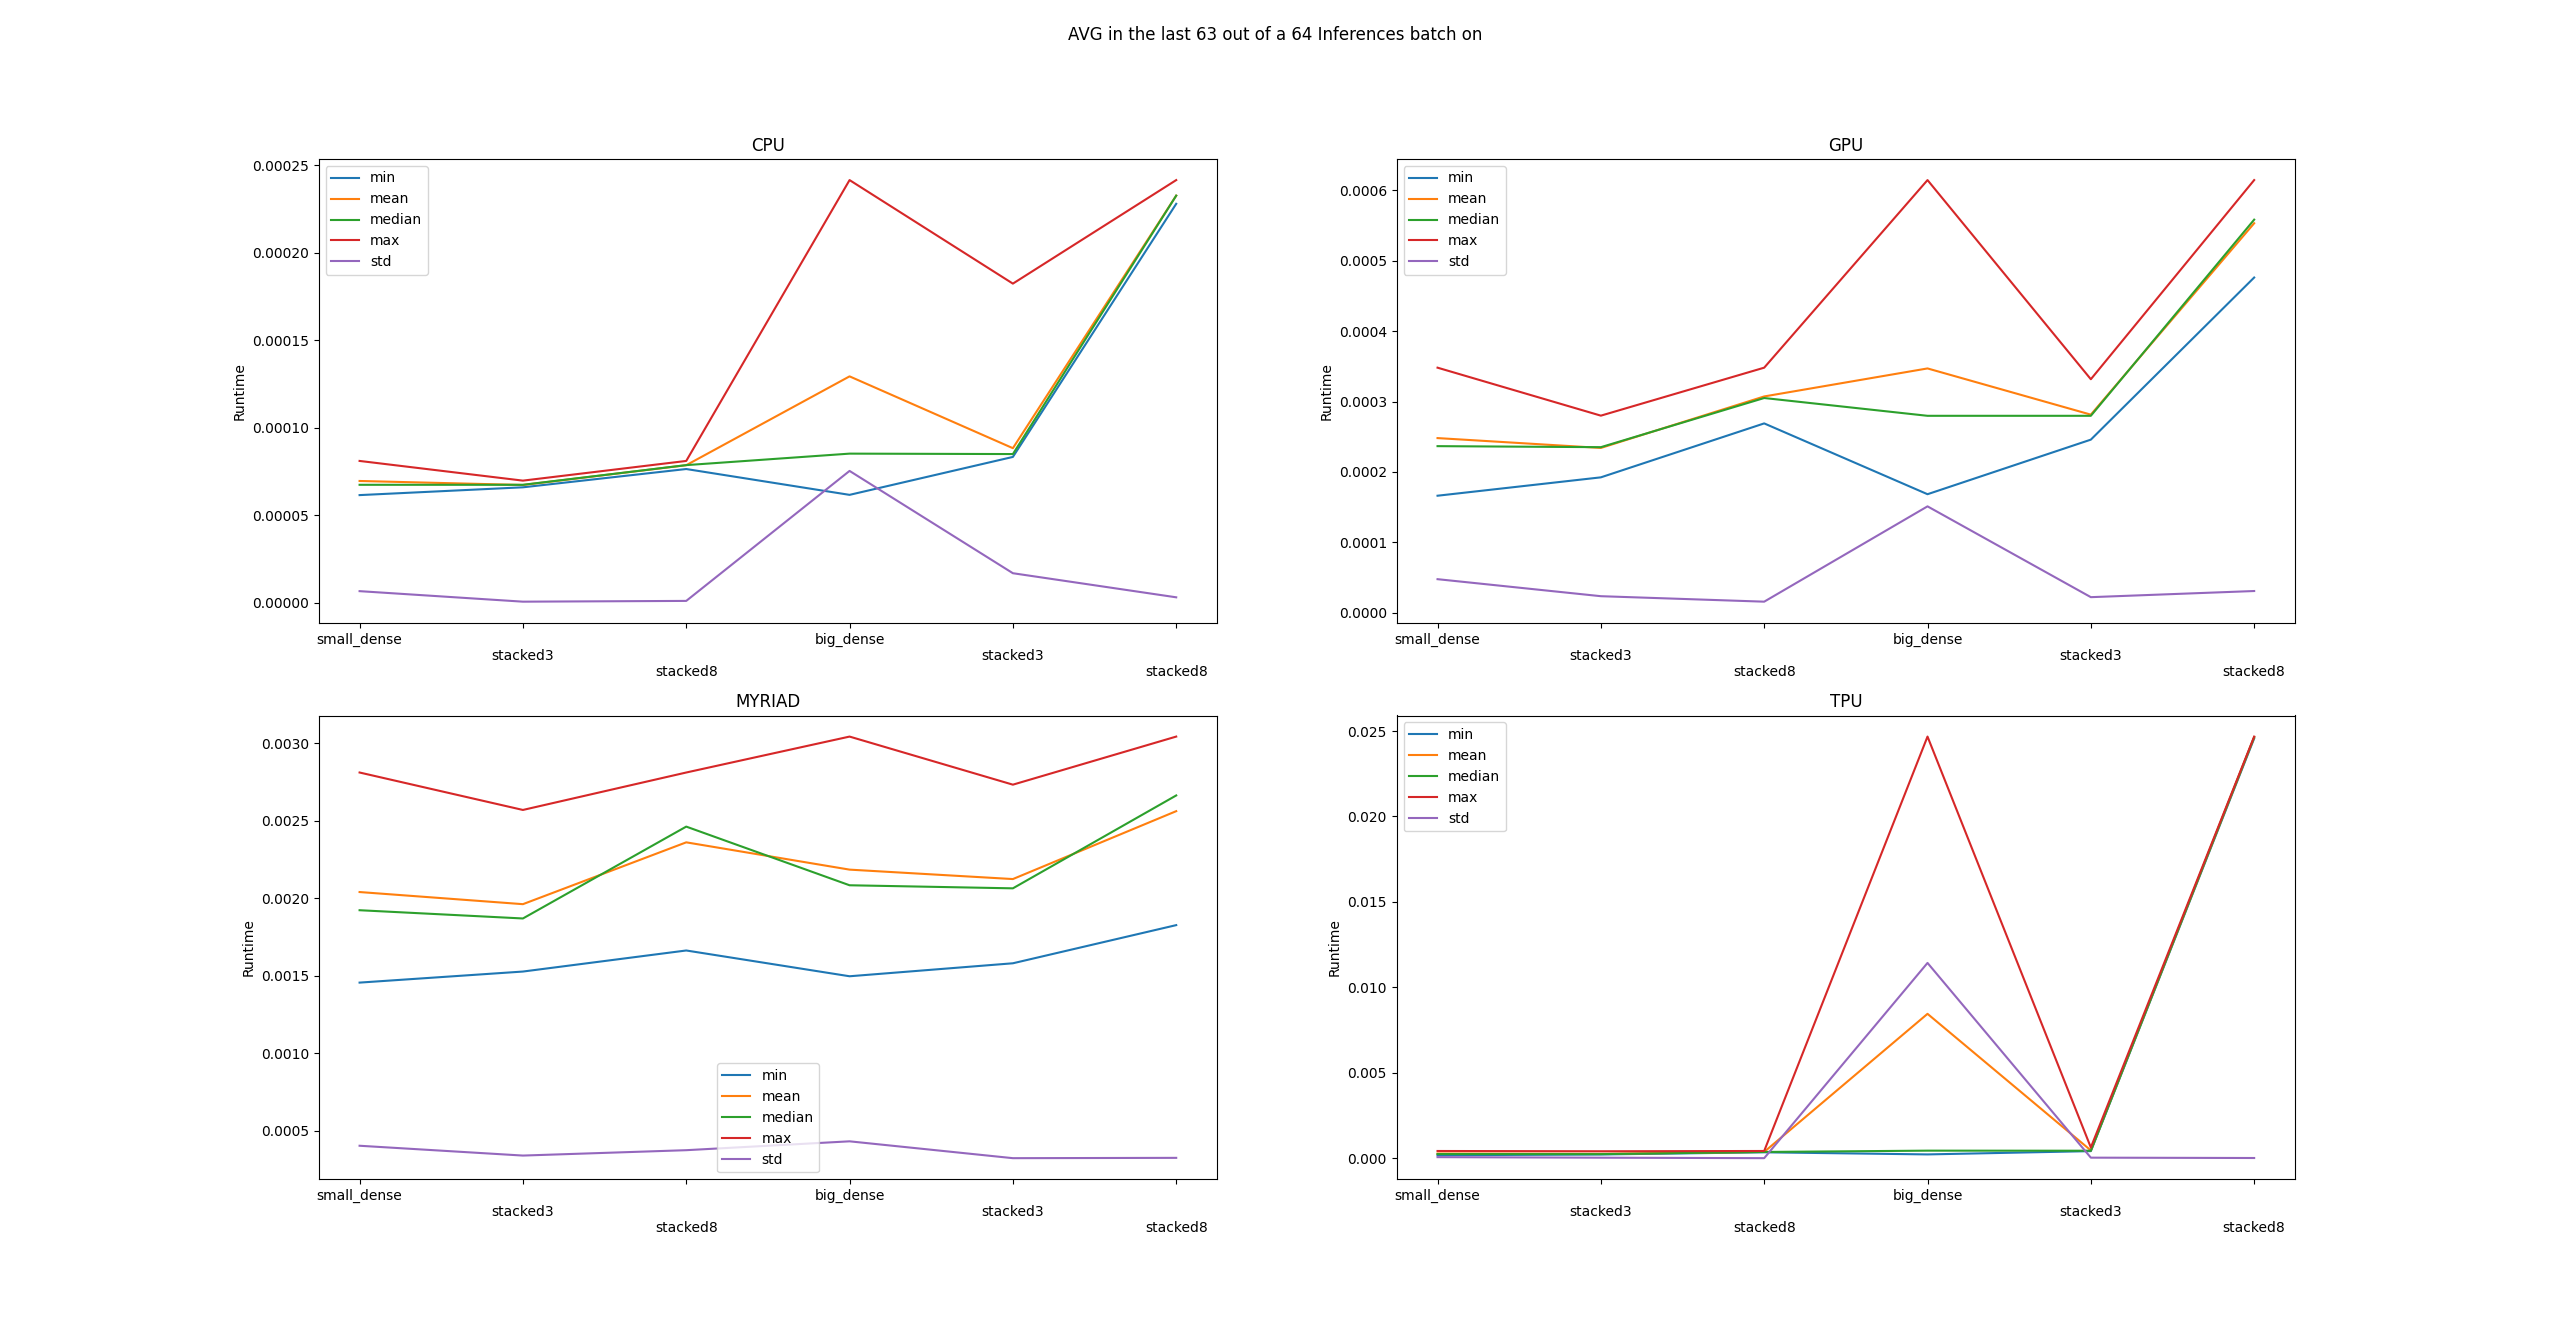 AVG in the last 63 out of a 64 Inferences batch on
CPU
0.00025
0.00020
0.00015
0.00010
0.00005
0.00000
Runtime
min
mean
median
max
std
small_dense
stacked3
stacked8
big_dense
stacked3
stacked8
GPU
0.0006
0.0005
0.0004
0.0003
0.0002
0.0001
0.0000
Runtime
min
mean
median
max
std
small_dense
stacked3
stacked8
big_dense
stacked3
stacked8
MYRIAD
0.0030
0.0025
0.0020
0.0015
0.0010
0.0005
Runtime
min
mean
median
max
std
small_dense
stacked3
stacked8
big_dense
stacked3
stacked8
TPU
0.025
0.020
0.015
0.010
0.005
0.000
Runtime
min
mean
median
max
std
small_dense
stacked3
stacked8
big_dense
stacked3
stacked8